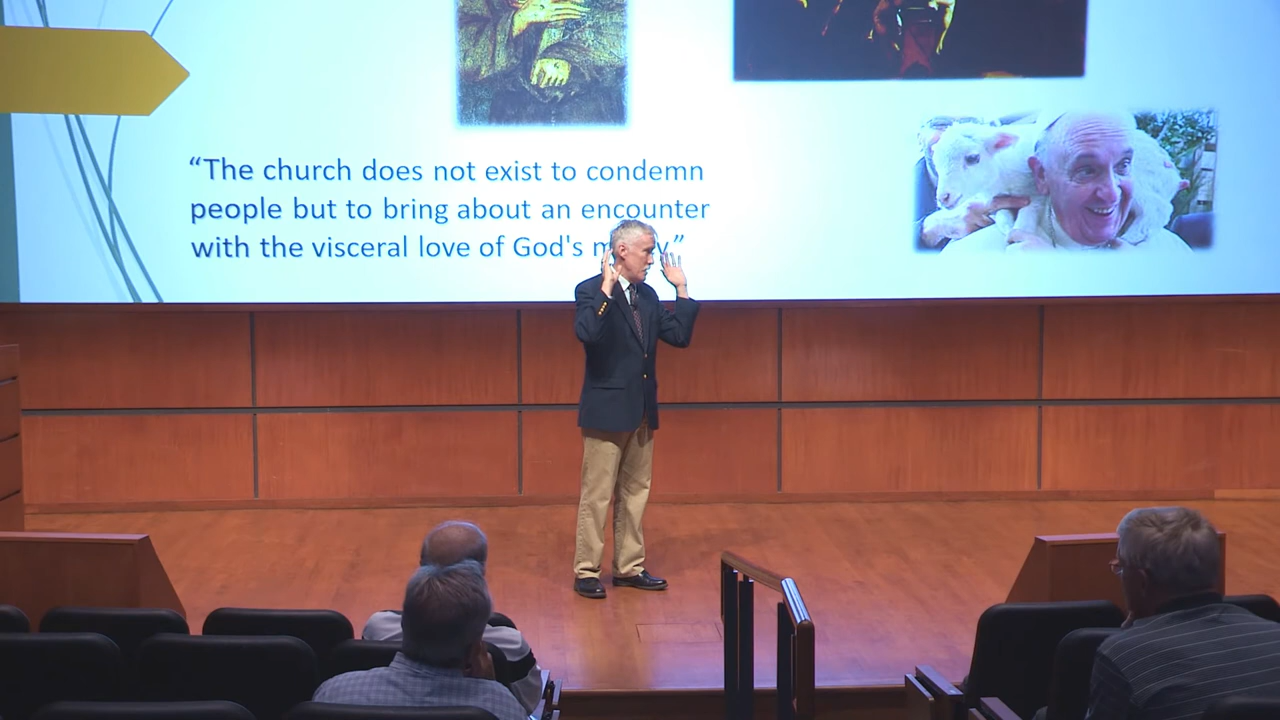 “The church does not exist to condemn
people but to bring about an encounter
with the visceral love of God's